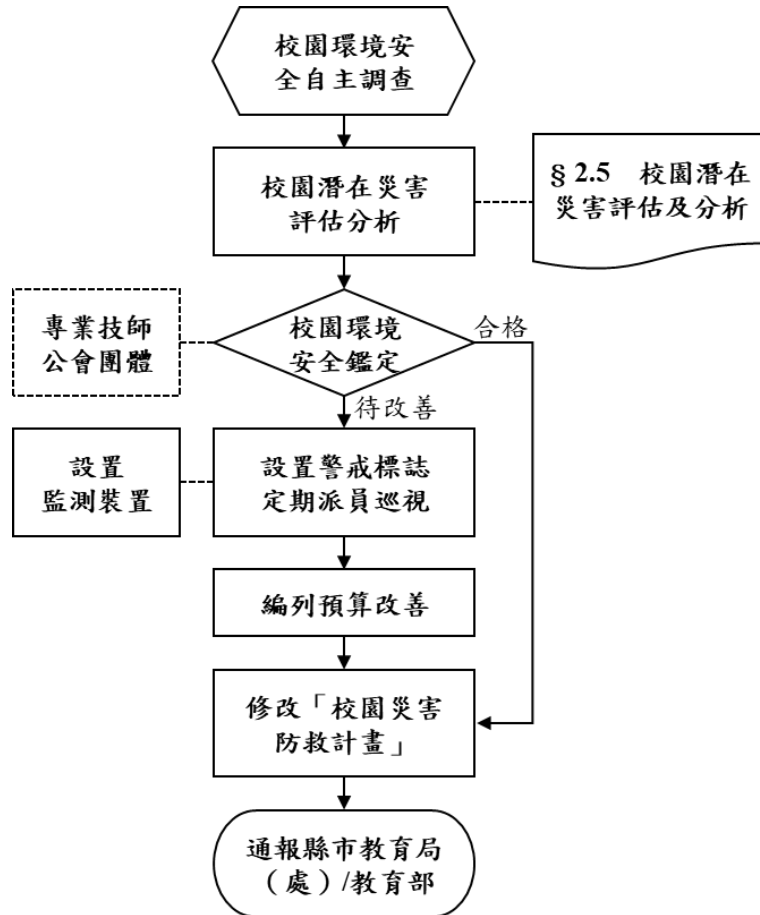 校園環境安
全自主調查
校園潛在災害
評估分析
§ 2.5 校園潛在
災害評估及分析
專業技師
公會團體
校園環境
安全鑑定
合格
待改善
設置
監測裝置
設置警戒標誌
定期派員巡視
編列預算改善
修改「校園災害
防救計畫」
通報縣市教育局
（處）/教育部